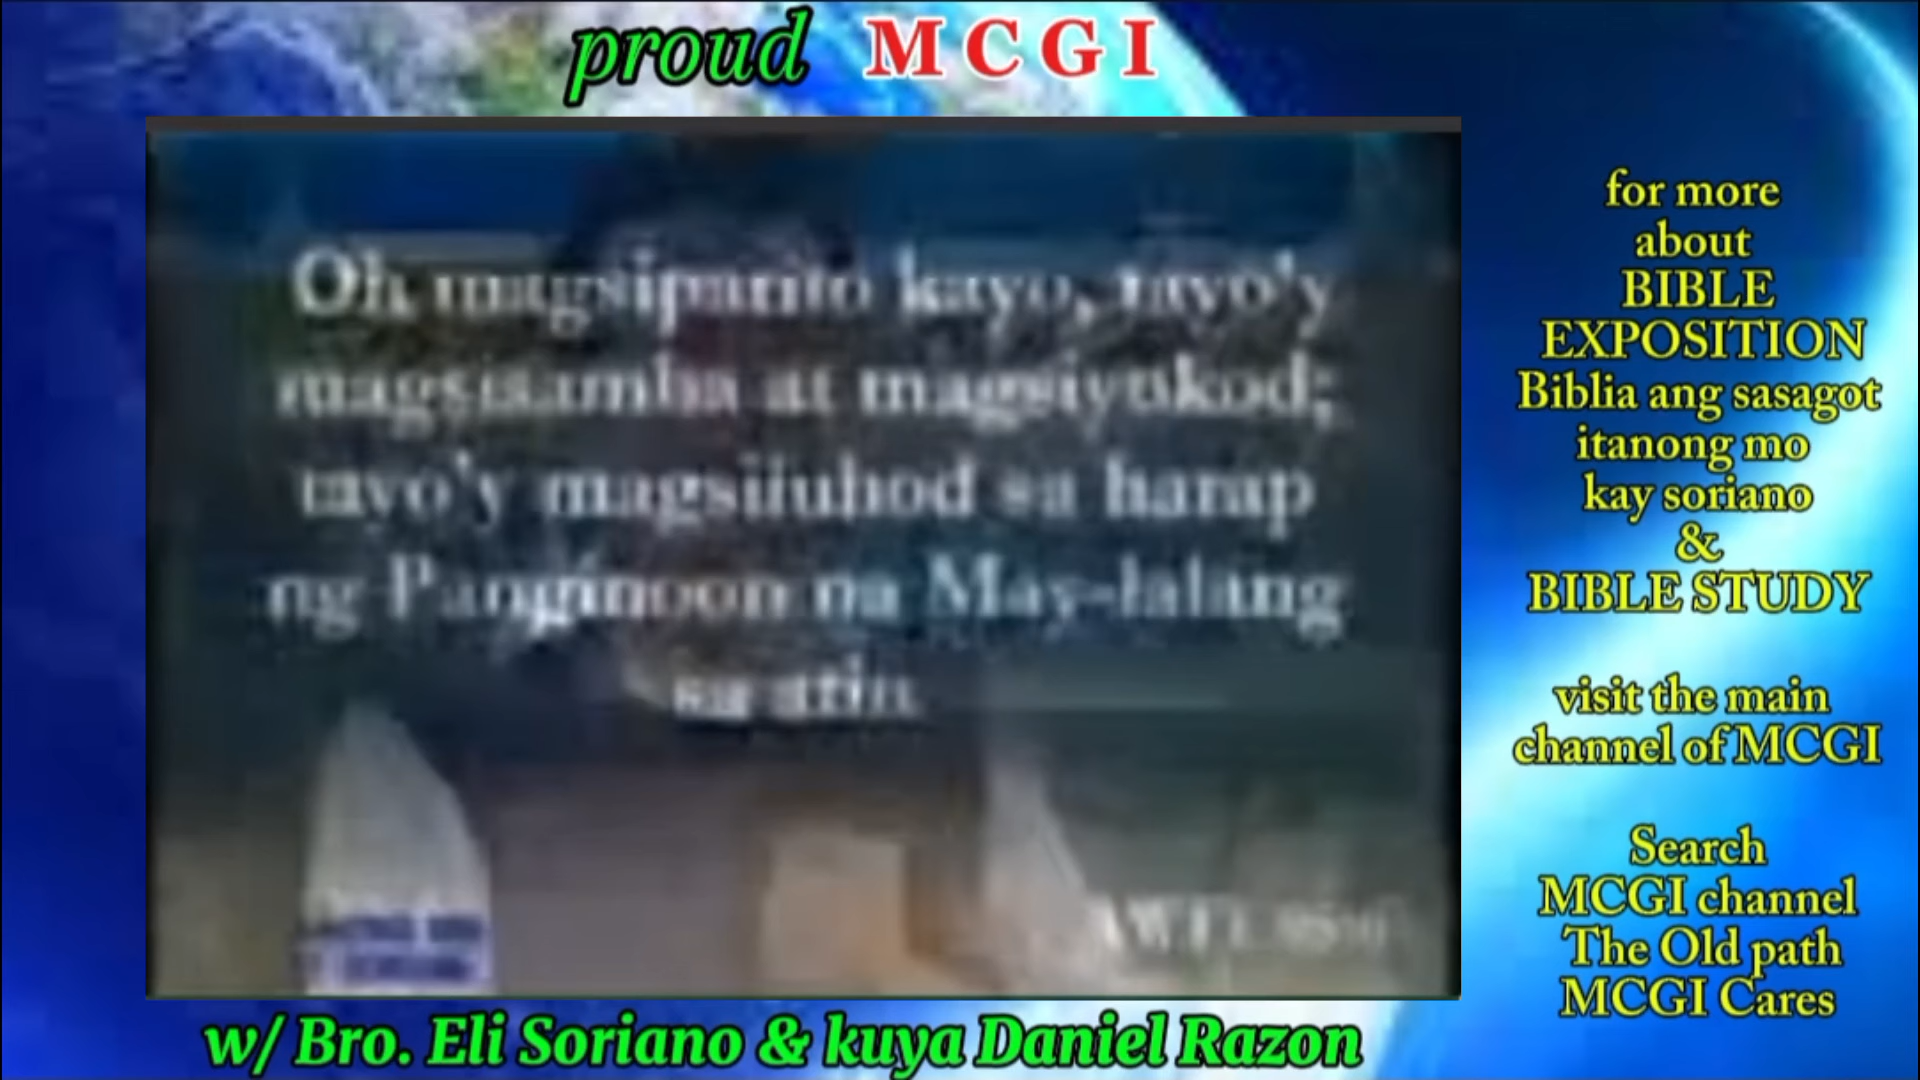 proud MCGI
Oh magsiparito kayo, tayo'y
magsisamba at magsiyukod;
tayo'y magsiluhod sa harap
ng Panginoon na May-lalang
sa atin.
w/ Bro. Eli Soriano & kuya Daniel Razon
for more
about
BIBLE
EXPOSITION
Biblia ang sasagot
itanong mo
kay soriano
&
BIBLE STUDY
visit the main
channel of MCGI
Search
MCGI channel
The Old path
MCGI Cares